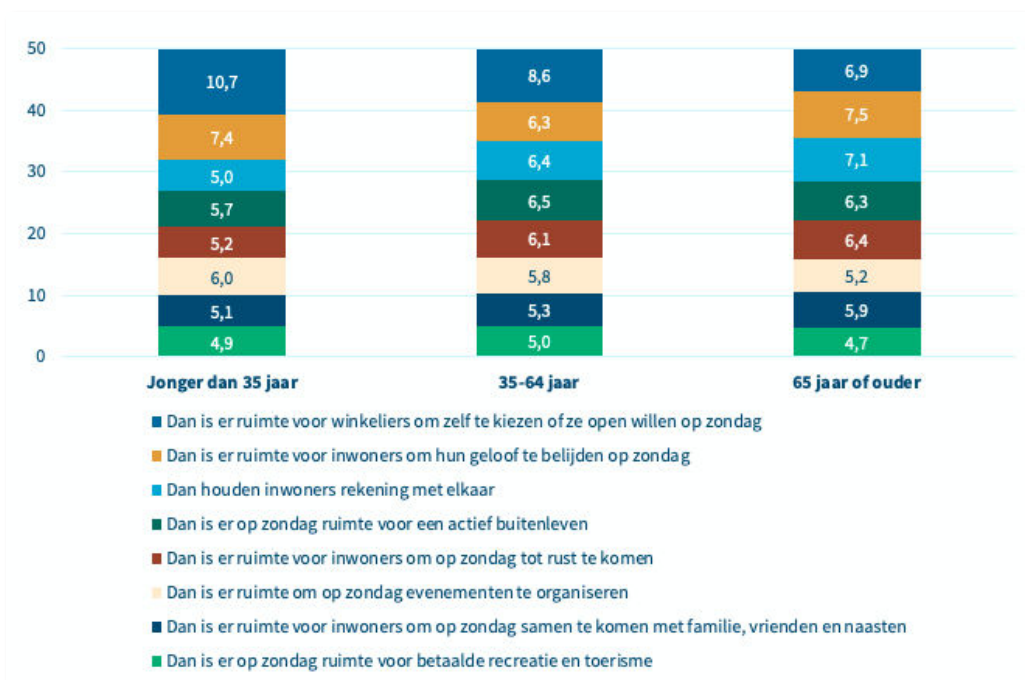 50
10,7
8,6
6,9
40
7,4
6,3
7,5
30
5,0
6,4
7,1
5,7
6,5
6,3
20
5,2
6,1
6,4
6,0
5,8
5,2
10
5,1
5,3
5,9
4,9
5,0
4,7
0
Jonger dan 35 jaar
35-64 jaar
65 jaar of ouder
Dan is er ruimte voor winkeliers om zelf te kiezen of ze open willen op zondag
Dan is er ruimte voor inwoners om hun geloof te belijden op zondag
Dan houden inwoners rekening met elkaar
Dan is er op zondag ruimte voor een actief buitenleven
Dan is er ruimte voor inwoners om op zondag tot rust te komen
Dan is er ruimte om op zondag evenementen te organiseren
Dan is er ruimte voor inwoners om op zondag samen te komen met familie, vrienden en naasten
Dan is er op zondag ruimte voor betaalde recreatie en toerisme